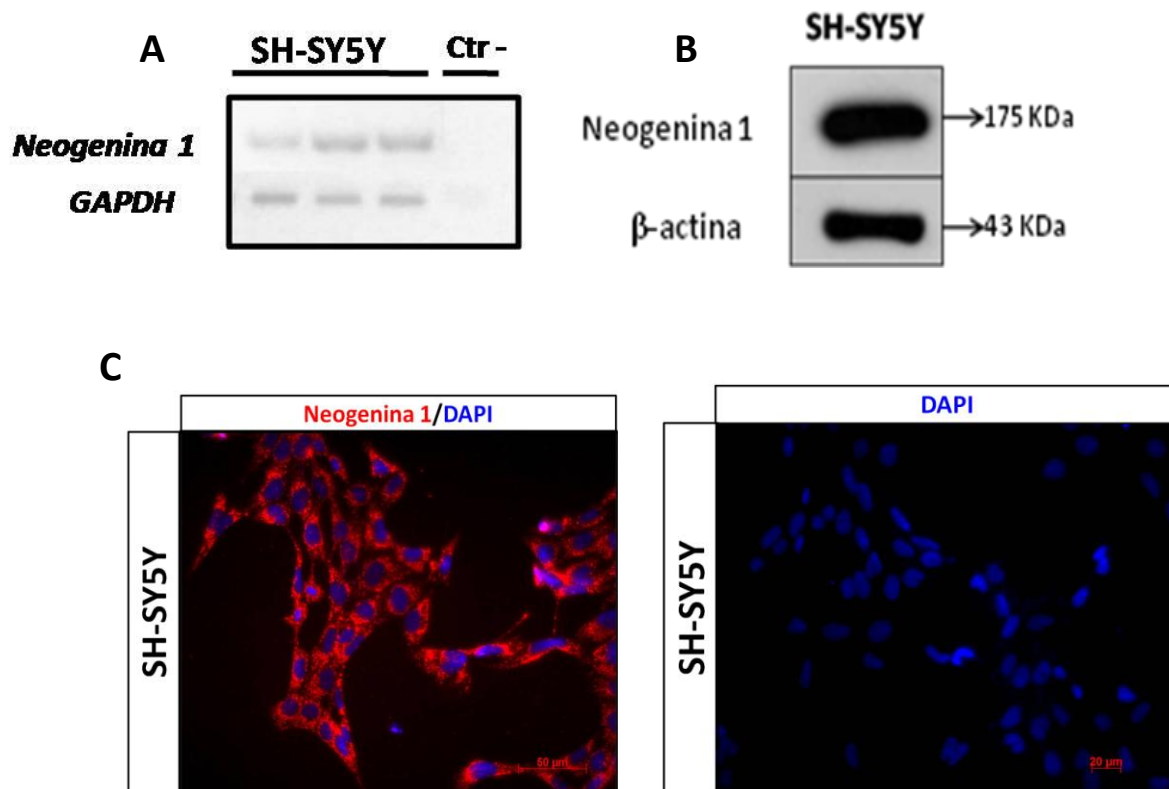 A
SH-SY5Y
Ctr -
Neogenina 1
GAPDH
B
SH-SY5Y
Neogenina 1
175 KDa
β-actina
43 KDa
C
Neogenina 1/DAPI
SH-SY5Y
50 µm
DAPI
SH-SY5Y
20 µm